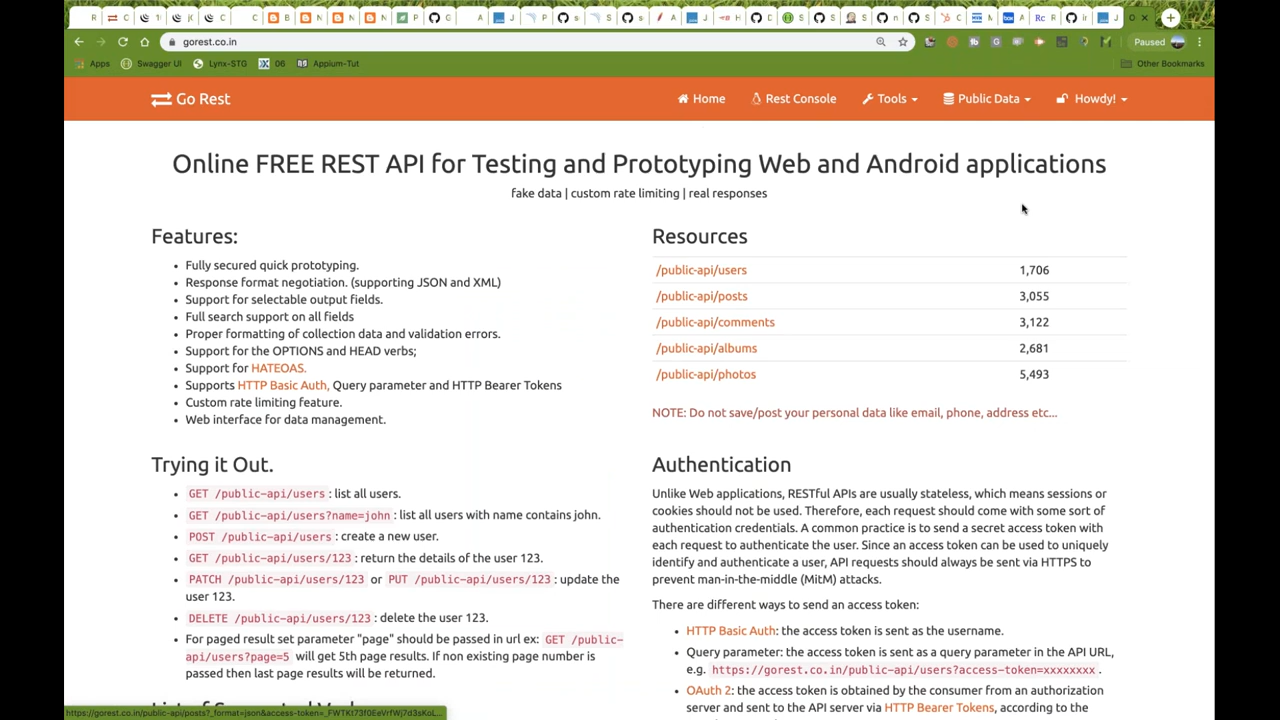 gorest.co.in
Paused
Apps
Swagger UI
Lynx-STG
06
Appium-Tut
Other Bookmarks
Go Rest
Home
Rest Console
Tools
Public Data
Howdy!
Online FREE REST API for Testing and Prototyping Web and Android applications
fake data | custom rate limiting | real responses
Features:
• Fully secured quick prototyping.
• Response format negotiation. (supporting JSON and XML)
• Support for selectable output fields.
• Full search support on all fields
• Proper formatting of collection data and validation errors.
• Support for the OPTIONS and HEAD verbs;
• Support for HATEOAS.
• Supports HTTP Basic Auth, Query parameter and HTTP Bearer Tokens
• Custom rate limiting feature.
• Web interface for data management.
Resources
/public-api/users 1,706
/public-api/posts 3,055
/public-api/comments 3,122
/public-api/albums 2,681
/public-api/photos 5,493
NOTE: Do not save/post your personal data like email, phone, address etc...
Trying it Out.
• GET /public-api/users : list all users.
• GET /public-api/users?name=john : list all users with name contains john.
• POST /public-api/users : create a new user.
• GET /public-api/users/123 : return the details of the user 123.
• PATCH /public-api/users/123 or PUT /public-api/users/123 : update the
user 123.
• DELETE /public-api/users/123 : delete the user 123.
• For paged result set parameter "page" should be passed in url ex: GET /public-
api/users?page=5 will get 5th page results. If non existing page number is
passed then last page results will be returned.
Authentication
Unlike Web applications, RESTful APIs are usually stateless, which means sessions or
cookies should not be used. Therefore, each request should come with some sort of
authentication credentials. A common practice is to send a secret access token with
each request to authenticate the user. Since an access token can be used to uniquely
identify and authenticate a user, API requests should always be sent via HTTPS to
prevent man-in-the-middle (MitM) attacks.
There are different ways to send an access token:
• HTTP Basic Auth: the access token is sent as the username.
• Query parameter: the access token is sent as a query parameter in the API URL,
e.g. https://gorest.co.in/public-api/users?access-token=xxxxxxxx .
• OAuth 2: the access token is obtained by the consumer from an authorization
server and sent to the API server via HTTP Bearer Tokens, according to the